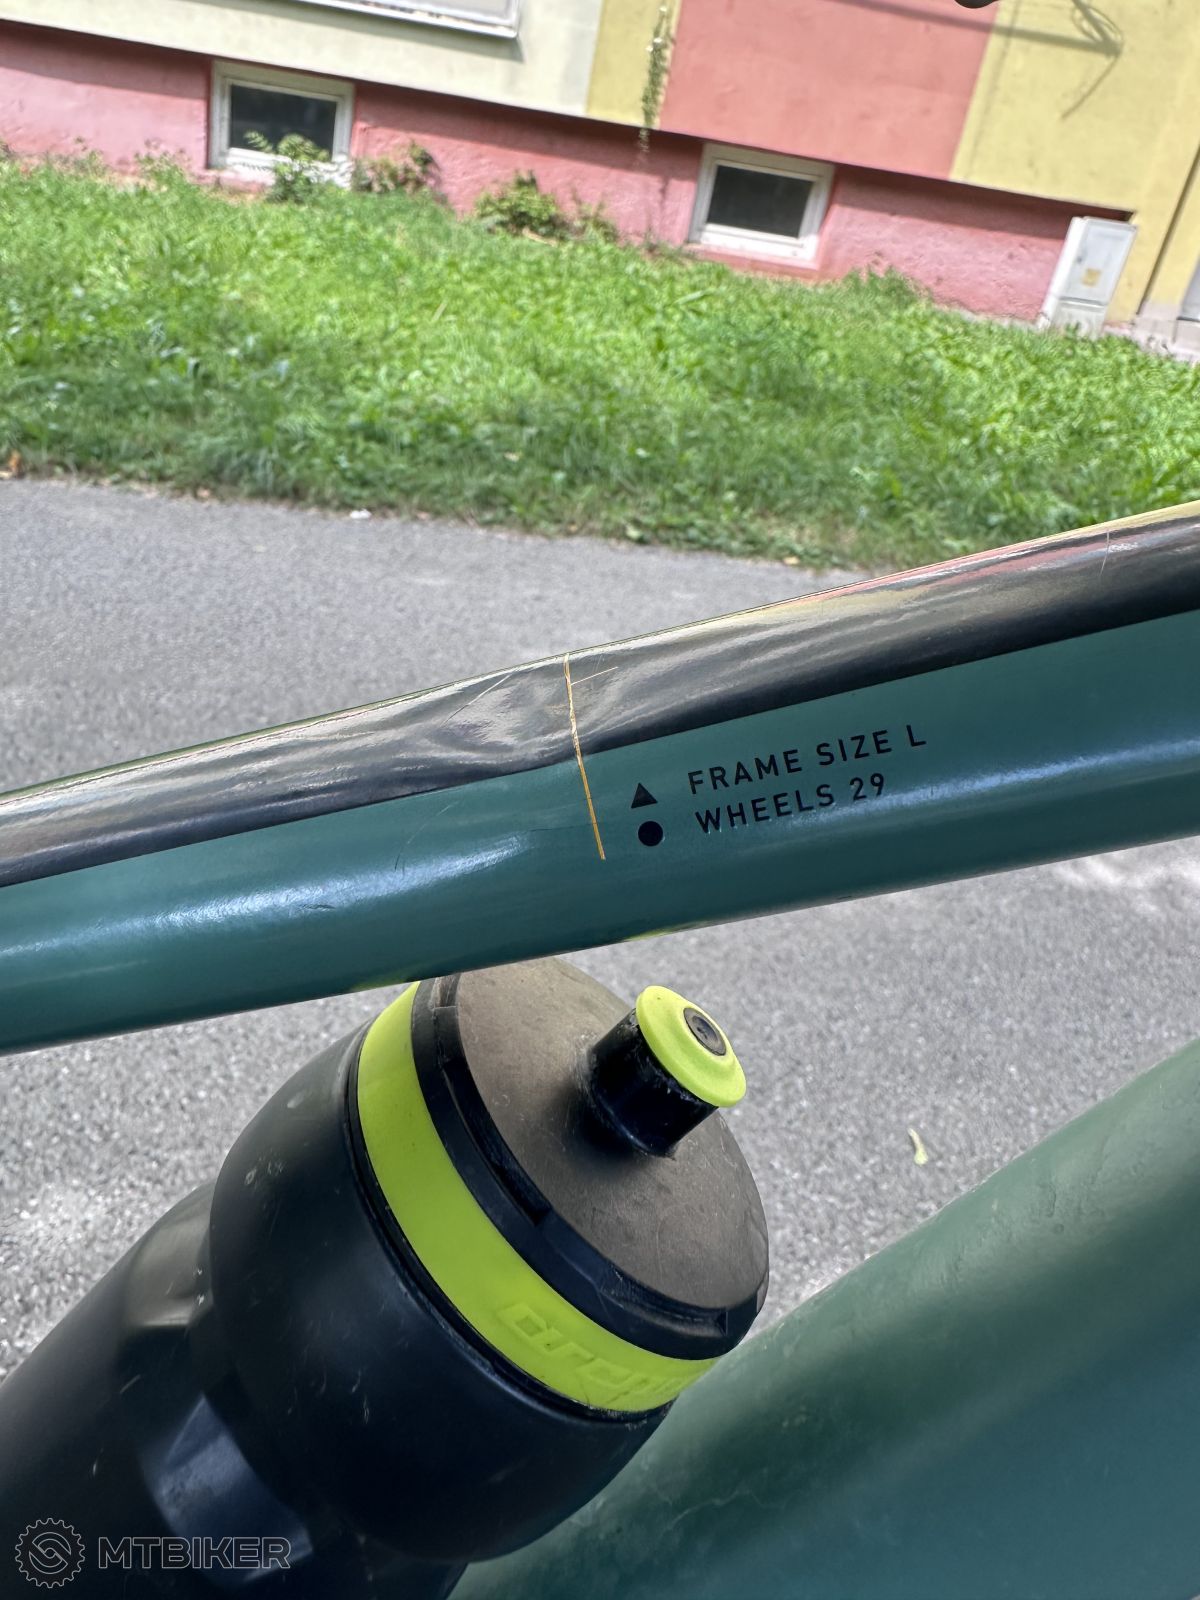 FRAME SIZE L
WHEELS 29
MTBIKER